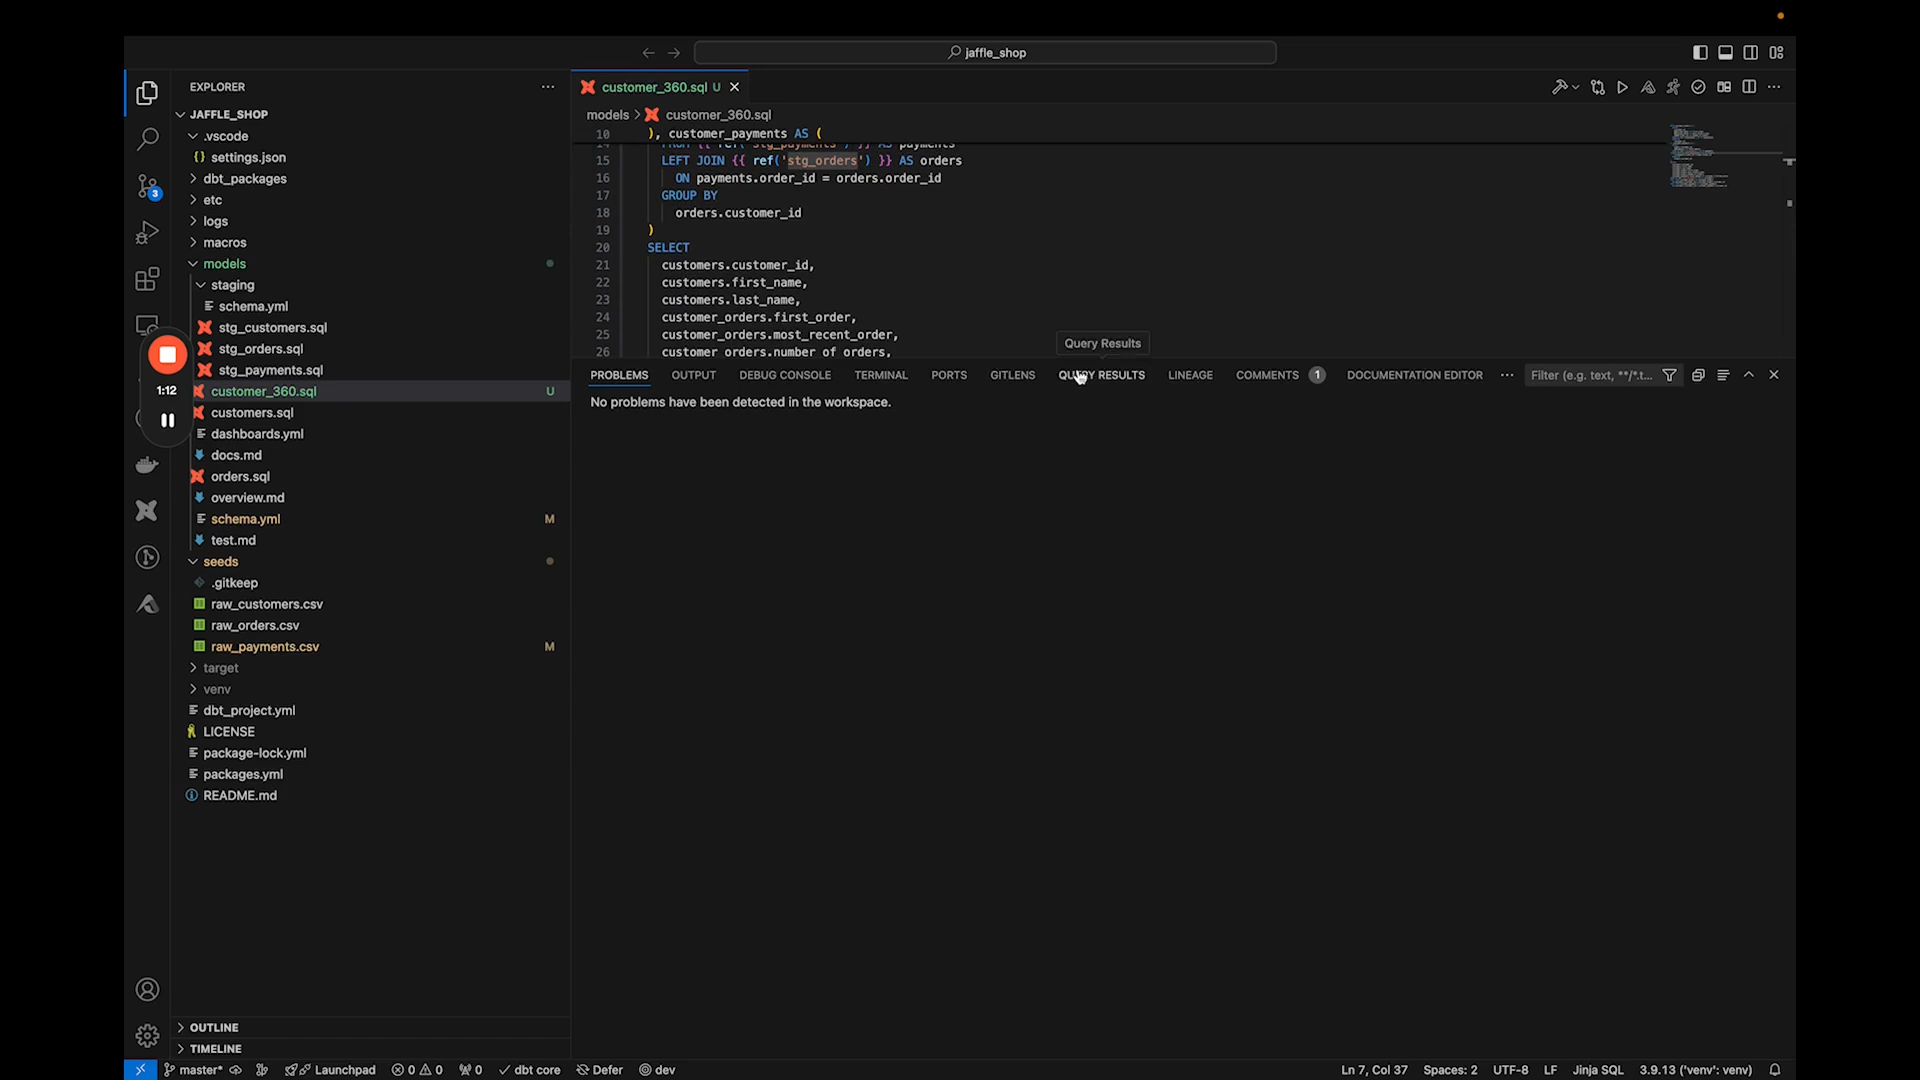 jaffle_shop
EXPLORER
JAFFLE_SHOP
.vscode
settings.json
dbt_packages
etc
logs
macros
models
staging
schema.yml
stg_customers.sql
stg_orders.sql
stg_payments.sql
customer_360.sql U
customers.sql
dashboards.yml
docs.md
orders.sql
overview.md
schema.yml M
test.md
seeds
.gitkeep
raw_customers.csv
raw_orders.csv
raw_payments.csv M
target
venv
dbt_project.yml
LICENSE
package-lock.yml
packages.yml
README.md
OUTLINE
TIMELINE
3
1:12
customer_360.sql U
models > customer_360.sql
10 ), customer_payments AS (
FROM {{ ref('stg_payments') }} AS payments
15 LEFT JOIN {{ ref('stg_orders') }} AS orders
16 ON payments.order_id = orders.order_id
17 GROUP BY
18 orders.customer_id
19 )
20 SELECT
21 customers.customer_id,
22 customers.first_name,
23 customers.last_name,
24 customer_orders.first_order,
25 customer_orders.most_recent_order,
26 customer_orders.number_of_orders,
Query Results
PROBLEMS OUTPUT DEBUG CONSOLE TERMINAL PORTS GITLENS QUERY RESULTS LINEAGE COMMENTS 1 DOCUMENTATION EDITOR ... Filter (e.g. text, **/*.t...
No problems have been detected in the workspace.
master* Launchpad 0 0 0 dbt core Defer dev Ln 7, Col 37 Spaces: 2 UTF-8 LF Jinja SQL 3.9.13 ('venv': venv)